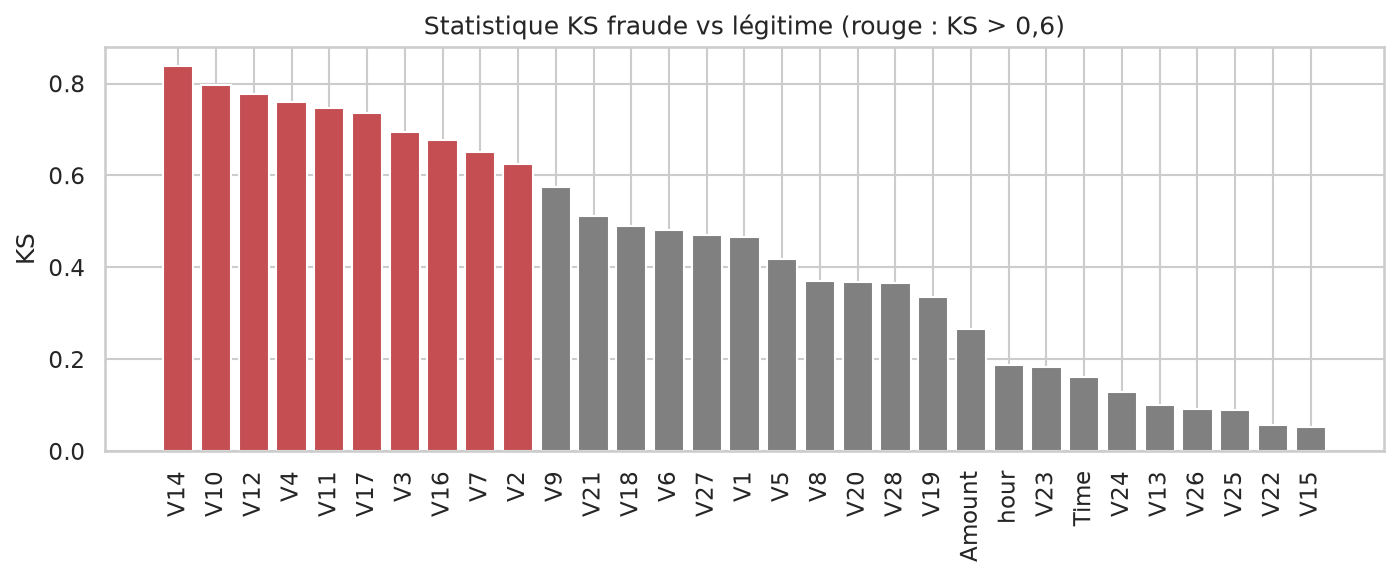 Statistique KS fraude vs légitime (rouge : KS > 0,6)
KS
0.8
0.6
0.4
0.2
0.0
V14
V10
V12
V4
V11
V17
V3
V16
V7
V2
V9
V21
V18
V6
V27
V1
V5
V8
V20
V28
V19
Amount
hour
V23
Time
V24
V13
V26
V25
V22
V15